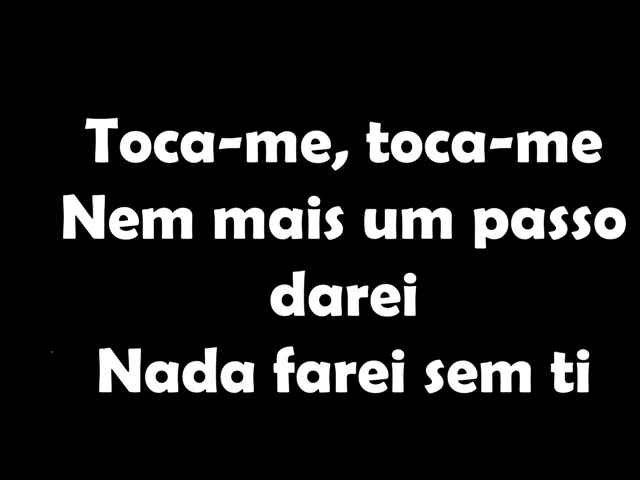 Toca-me, toca-me
Nem mais um passo
darei
Nada farei sem ti